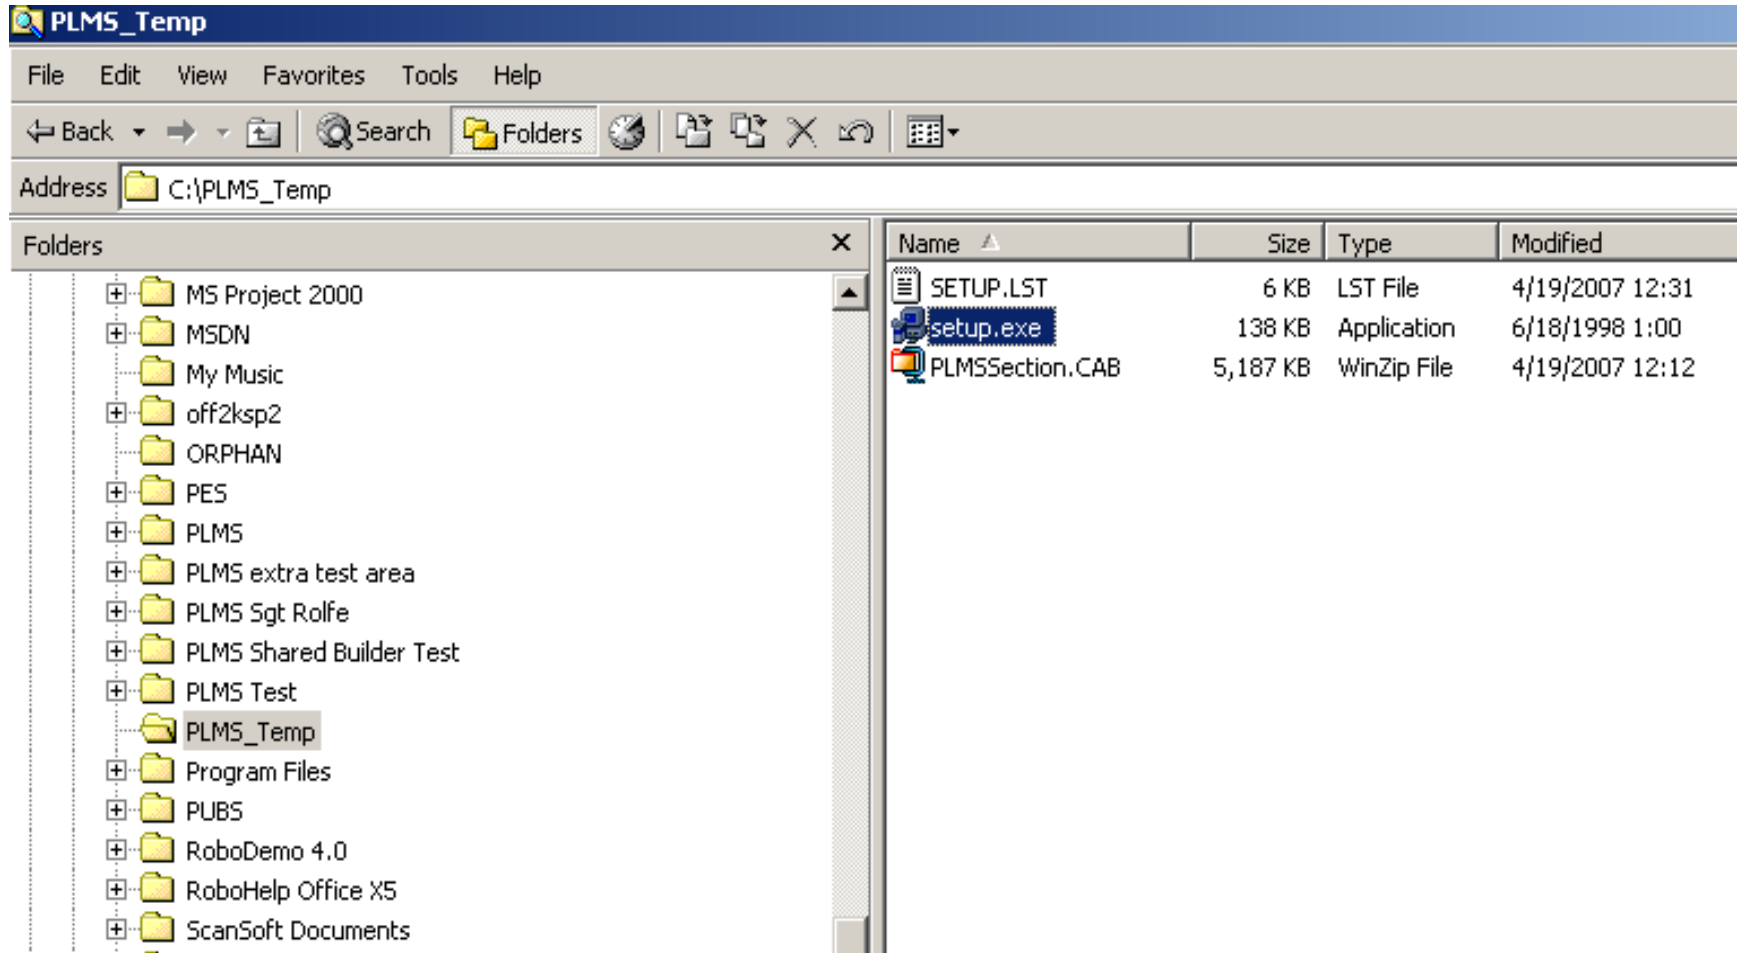 PLMS_Temp
File Edit View Favorites Tools Help
Back Search Folders
Address C:\PLMS_Temp
Folders
MS Project 2000
MSDN
My Music
off2ksp2
ORPHAN
PES
PLMS
PLMS extra test area
PLMS Sgt Rolfe
PLMS Shared Builder Test
PLMS Test
PLMS_Temp
Program Files
PUBS
RoboDemo 4.0
RoboHelp Office X5
ScanSoft Documents
Name Size Type Modified
SETUP.LST 6 KB LST File 4/19/2007 12:31
setup.exe 138 KB Application 6/18/1998 1:00
PLMSSection.CAB 5,187 KB WinZip File 4/19/2007 12:12